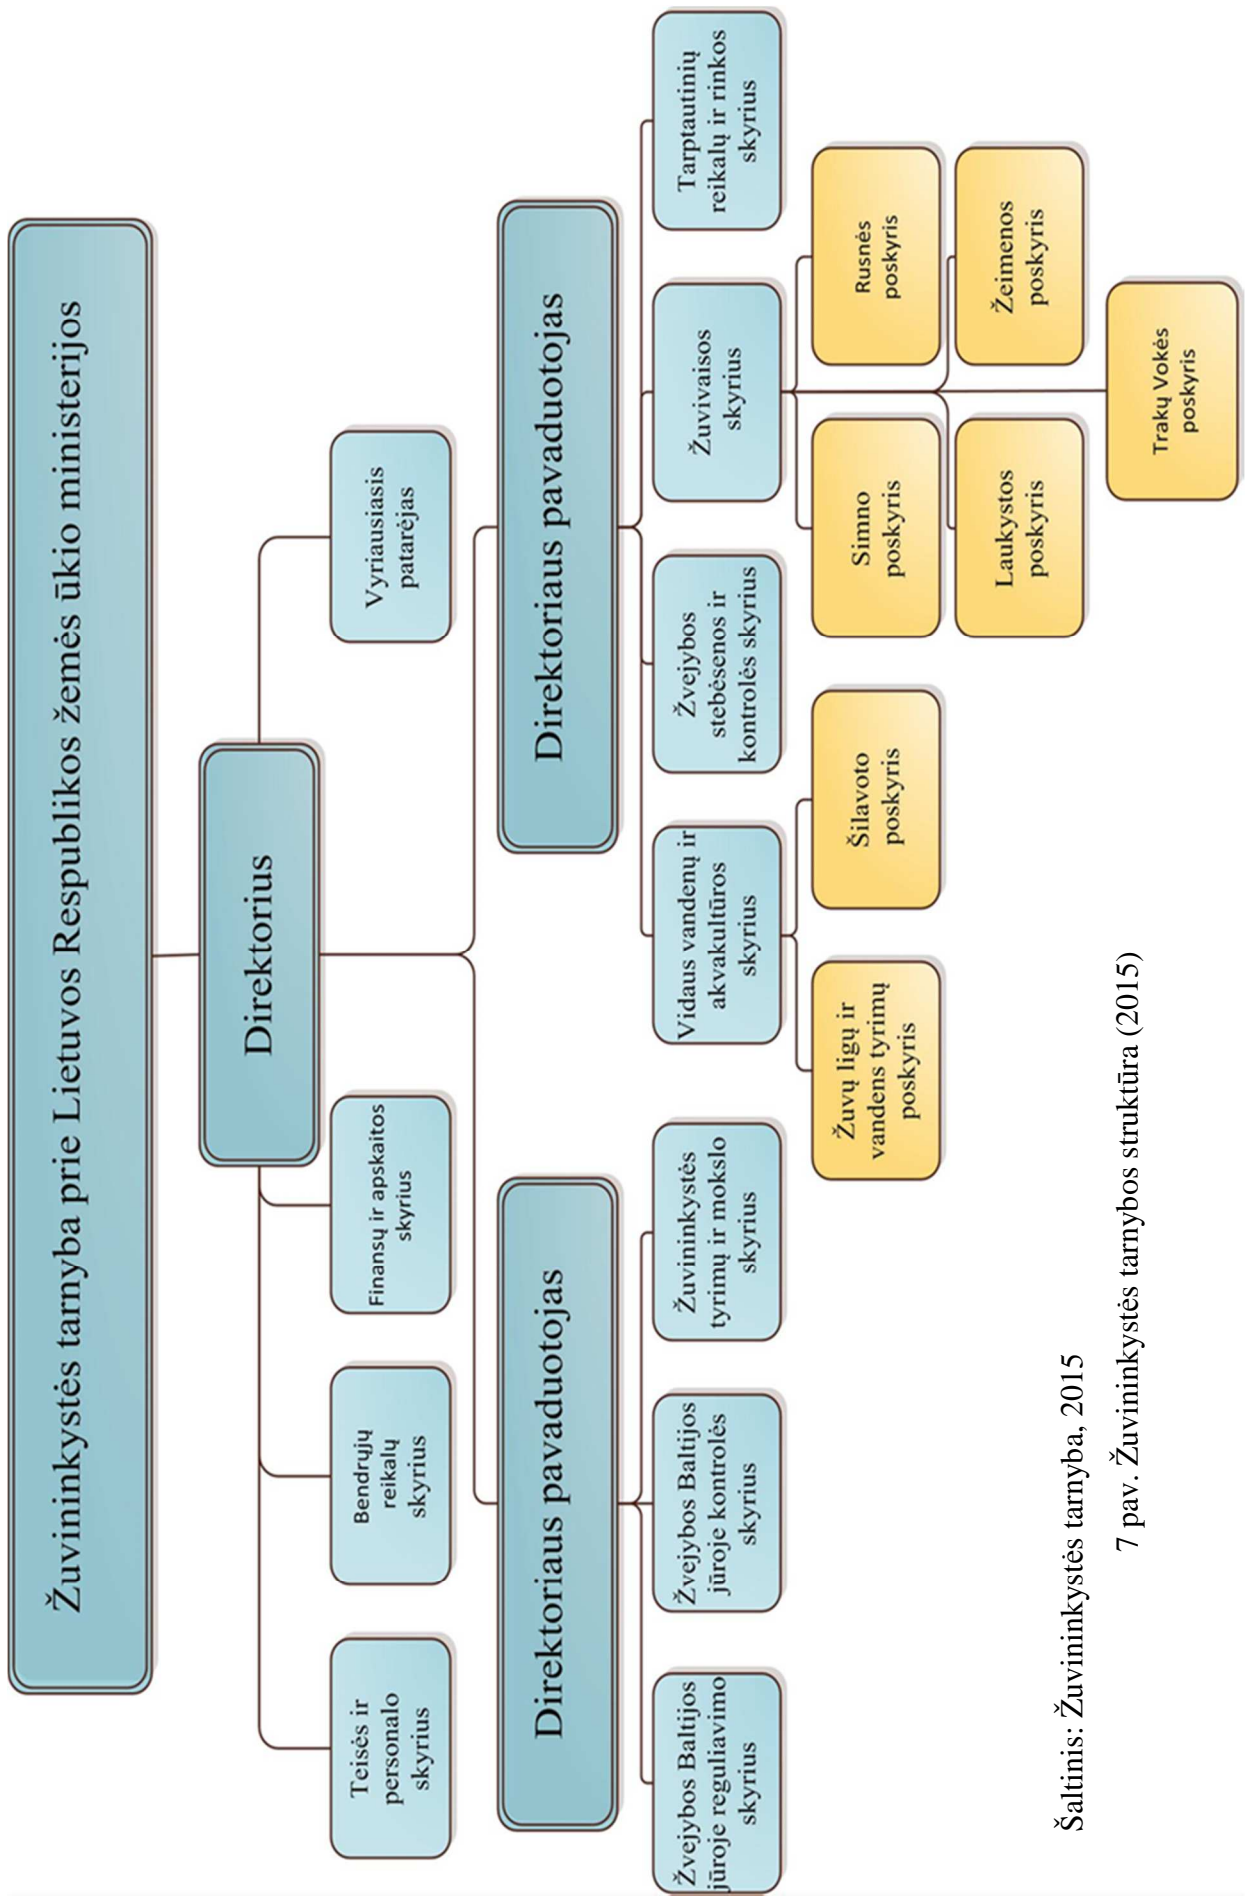 Žuvininkystės tarnyba prie Lietuvos Respublikos žemės ūkio ministerijos
Direktorius
Teisės ir
personalo
skyrius
Bendrųjų
reikalų
skyrius
Finansų ir apskaitos
skyrius
Vyriausiasis
patarėjas
Direktoriaus pavaduotojas
Direktoriaus pavaduotojas
Žvejybos Baltijos
jūroje reguliavimo
skyrius
Žvejybos Baltijos
jūroje kontrolės
skyrius
Žuvininkystės
tyrimų ir mokslo
skyrius
Vidaus vandenų ir
akvakultūros
skyrius
Žvejybos
stebėsenos ir
kontrolės skyrius
Žuvivaisos
skyrius
Tarptautinių
reikalų ir rinkos
skyrius
Žuvų ligų ir
vandens tyrimų
poskyris
Šilavoto
poskyris
Simno
poskyris
Rusnės
poskyris
Laukystos
poskyris
Žeimenos
poskyris
Trakų Vokės
poskyris
Šaltinis: Žuvininkystės tarnyba, 2015
7 pav. Žuvininkystės tarnybos struktūra (2015)